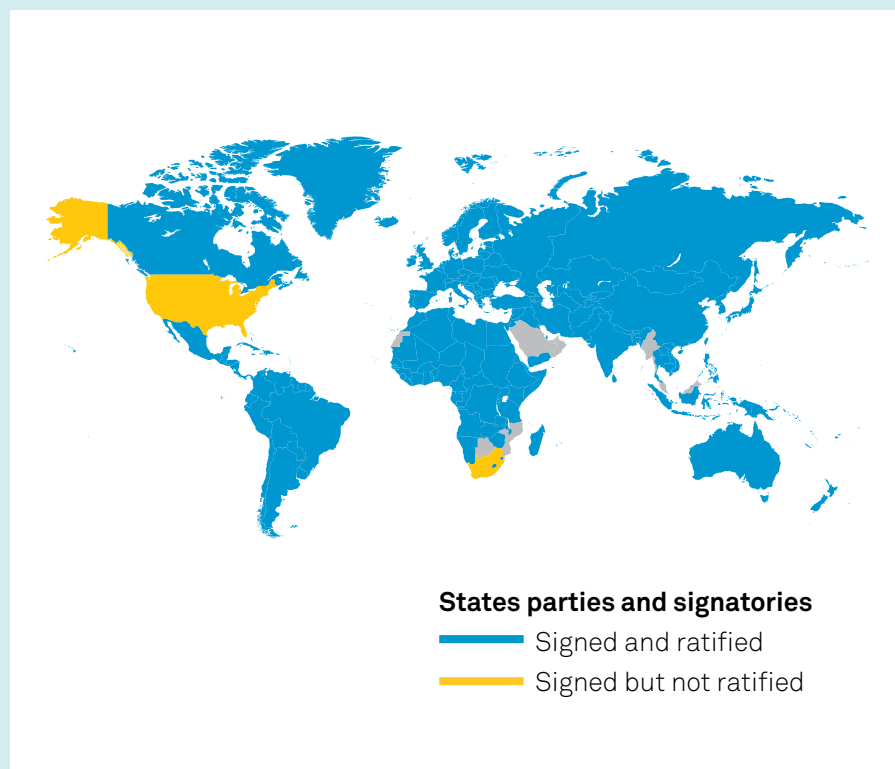 States parties and signatories
Signed and ratified
Signed but not ratified